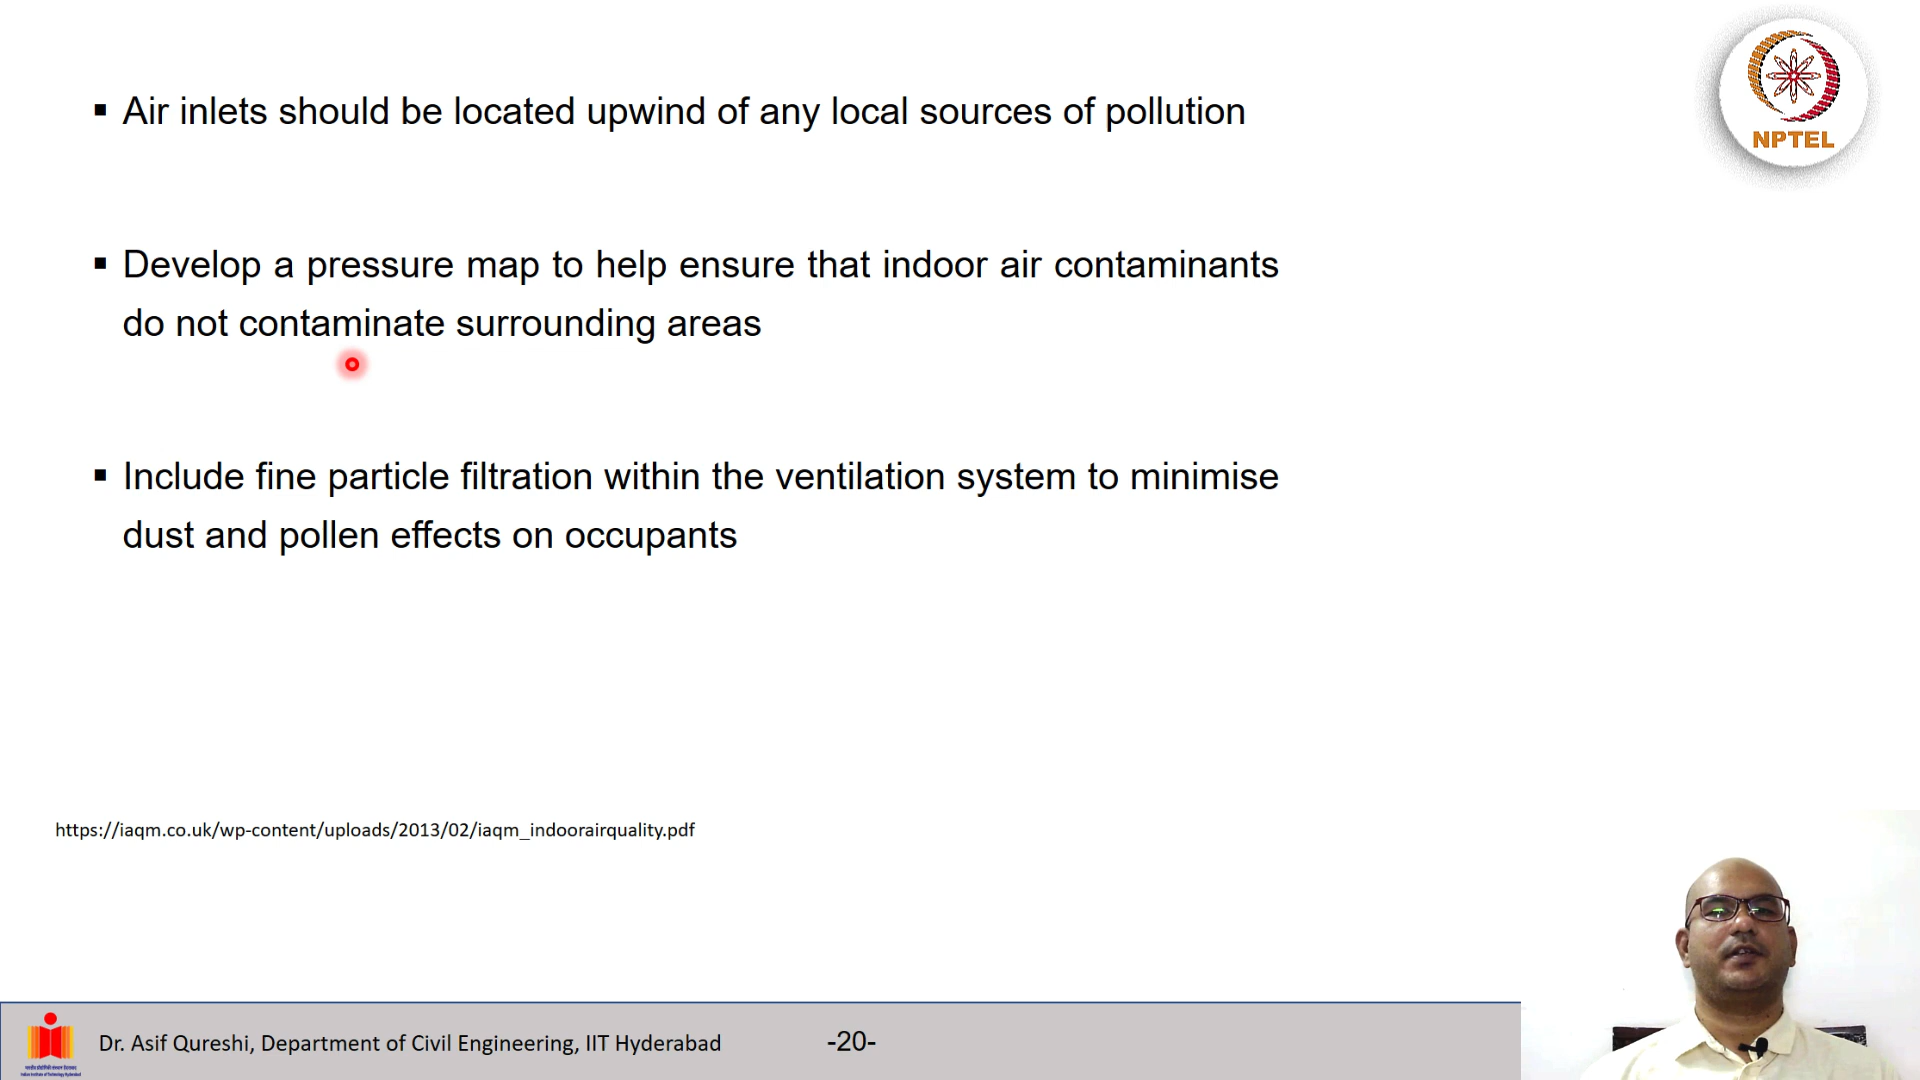 NPTEL
▪ Air inlets should be located upwind of any local sources of pollution
▪ Develop a pressure map to help ensure that indoor air contaminants
do not contaminate surrounding areas
▪ Include fine particle filtration within the ventilation system to minimise
dust and pollen effects on occupants
https://iaqm.co.uk/wp-content/uploads/2013/02/iaqm_indoorairquality.pdf
Dr. Asif Qureshi, Department of Civil Engineering, IIT Hyderabad
-20-